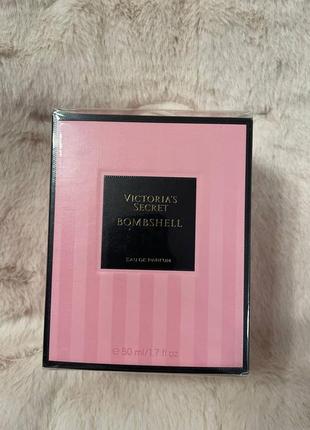 VICTORIA'S
SECRET
BOMBSHELL
EAU DE PARFUM
℮ 50 ml/1.7 fl oz